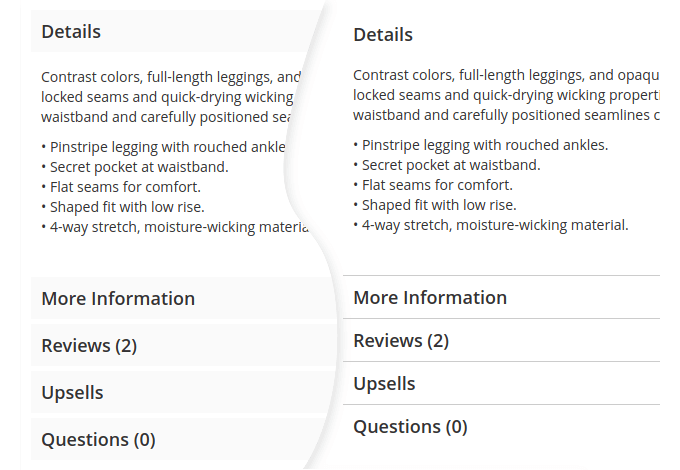 Details
Contrast colors, full-length leggings, and
locked seams and quick-drying wicking
waistband and carefully positioned
• Pinstripe legging with rouched
• Secret pocket at waistband.
• Flat seams for comfort.
• Shaped fit with low rise.
• 4-way stretch, moisture-wicking
More Information
Reviews (2)
Upsells
Questions (0)
Details
Contrast colors, full-length leggings, and
locked seams and quick-drying wicking
waistband and carefully positioned seamlines
• Pinstripe legging with rouched ankles.
• Secret pocket at waistband.
• Flat seams for comfort.
• Shaped fit with low rise.
• 4-way stretch, moisture-wicking material.
More Information
Reviews (2)
Upsells
Questions (0)